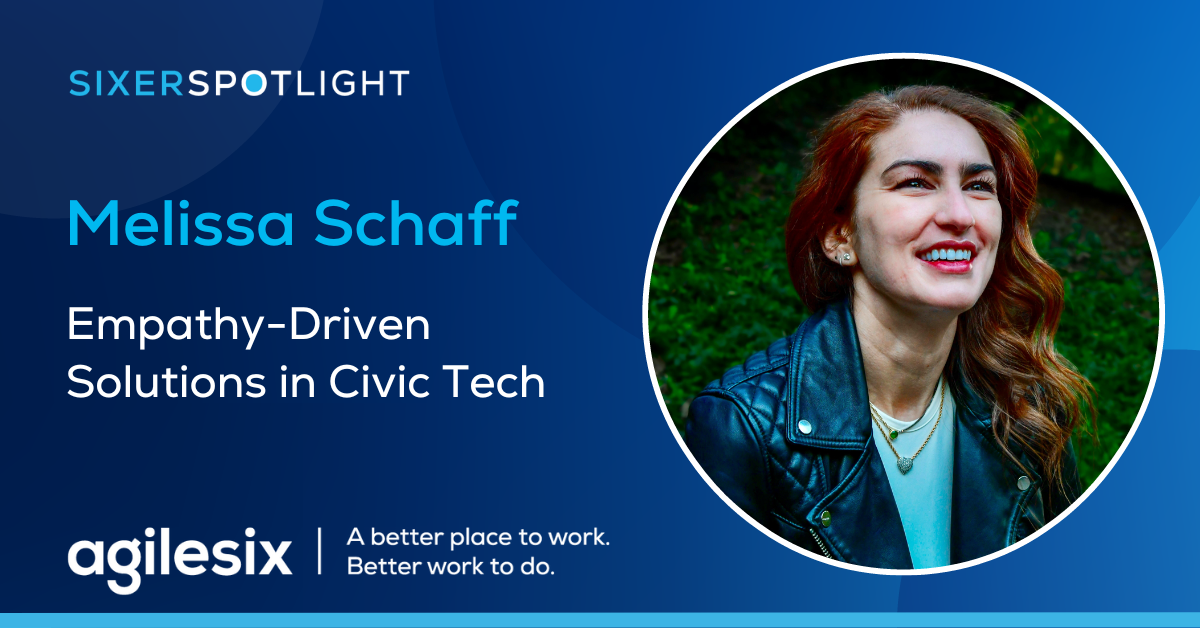 SIXERSPOTLIGHT
Melissa Schaff
Empathy-Driven
Solutions in Civic Tech
agilesix
A better place to work.
Better work to do.